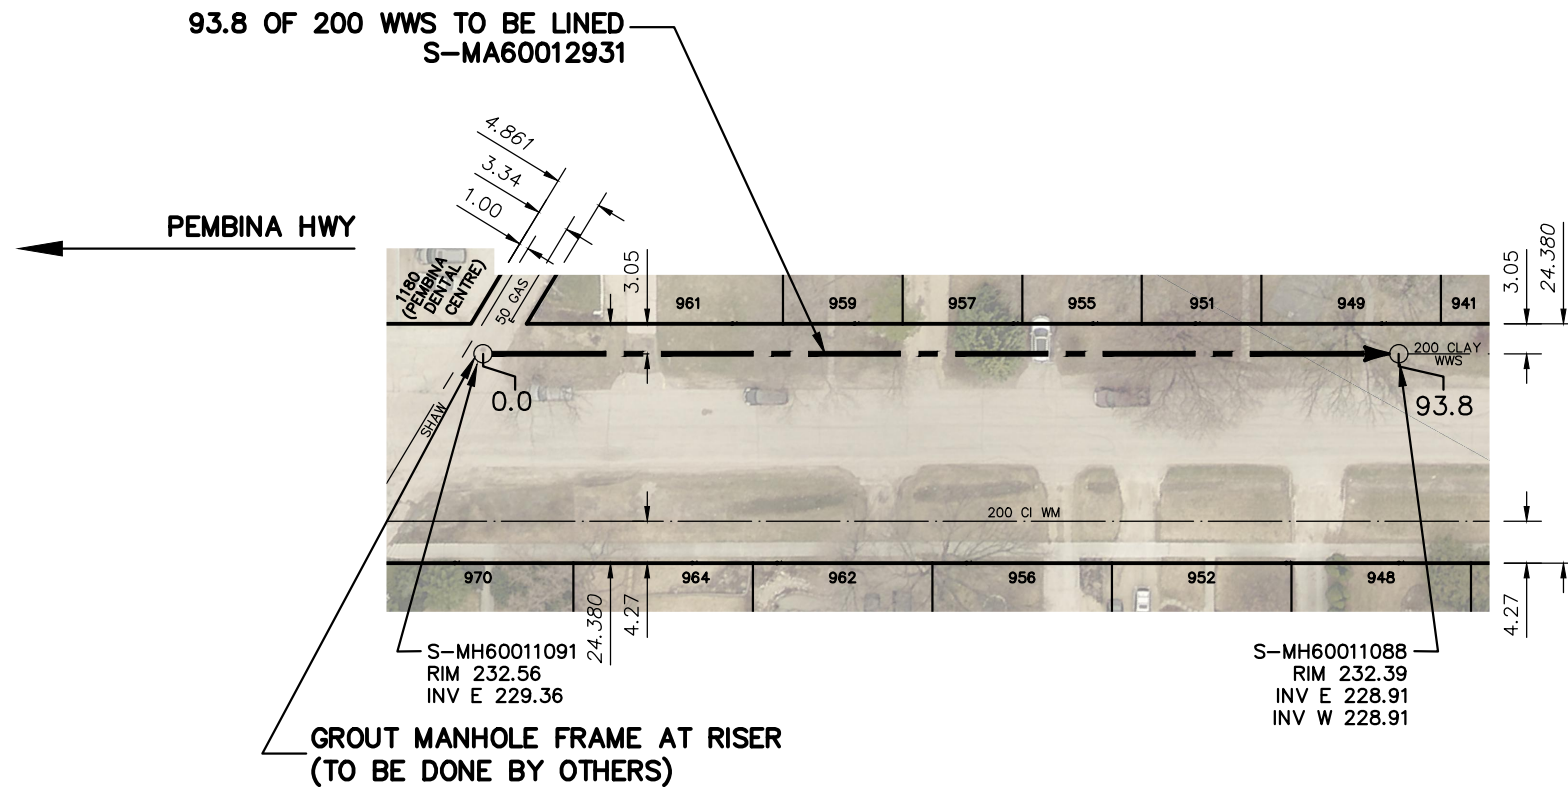 93.8 OF 200 WWS TO BE LINED
S-MA60012931
4.861
3.34
1.00
PEMBINA HWY
1180
(PEMBINA
DENTAL
CENTRE)
50 GAS
3.05
961
959
957
955
951
949
941
3.05
24.380
200 CLAY
WWS
0.0
93.8
SHAW
200 CI WM
970
964
962
956
952
948
24.380
4.27
4.27
S-MH60011091
RIM 232.56
INV E 229.36
S-MH60011088
RIM 232.39
INV E 228.91
INV W 228.91
GROUT MANHOLE FRAME AT RISER
(TO BE DONE BY OTHERS)